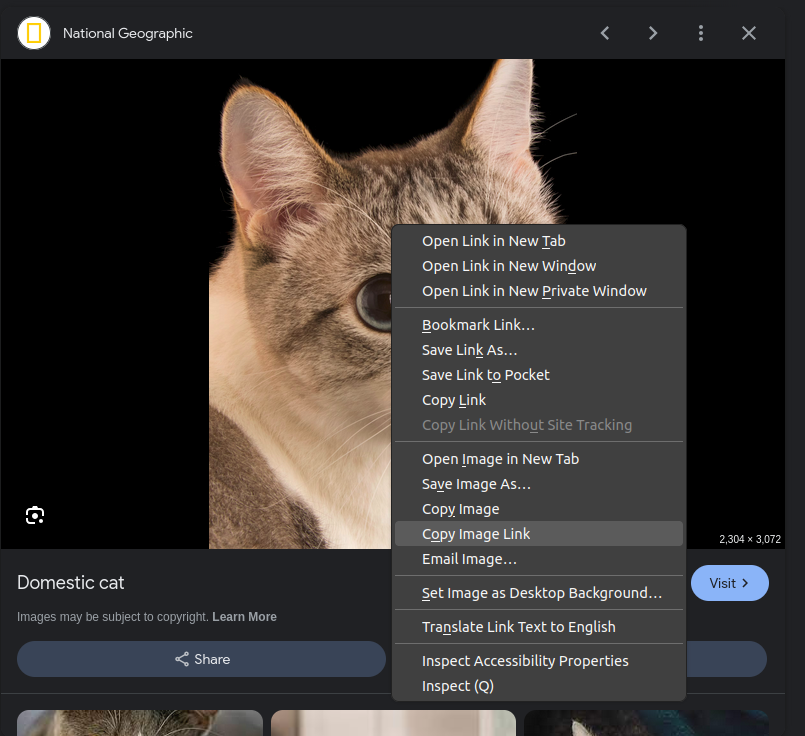 National Geographic
Open Link in New Tab
Open Link in New Window
Open Link in New Private Window
Bookmark Link…
Save Link As…
Save Link to Pocket
Copy Link
Copy Link Without Site Tracking
Open Image in New Tab
Save Image As…
Copy Image
Copy Image Link
Email Image…
Set Image as Desktop Background…
Translate Link Text to English
Inspect Accessibility Properties
Inspect (Q)
2,304 × 3,072
Domestic cat
Visit
Images may be subject to copyright. Learn More
Share